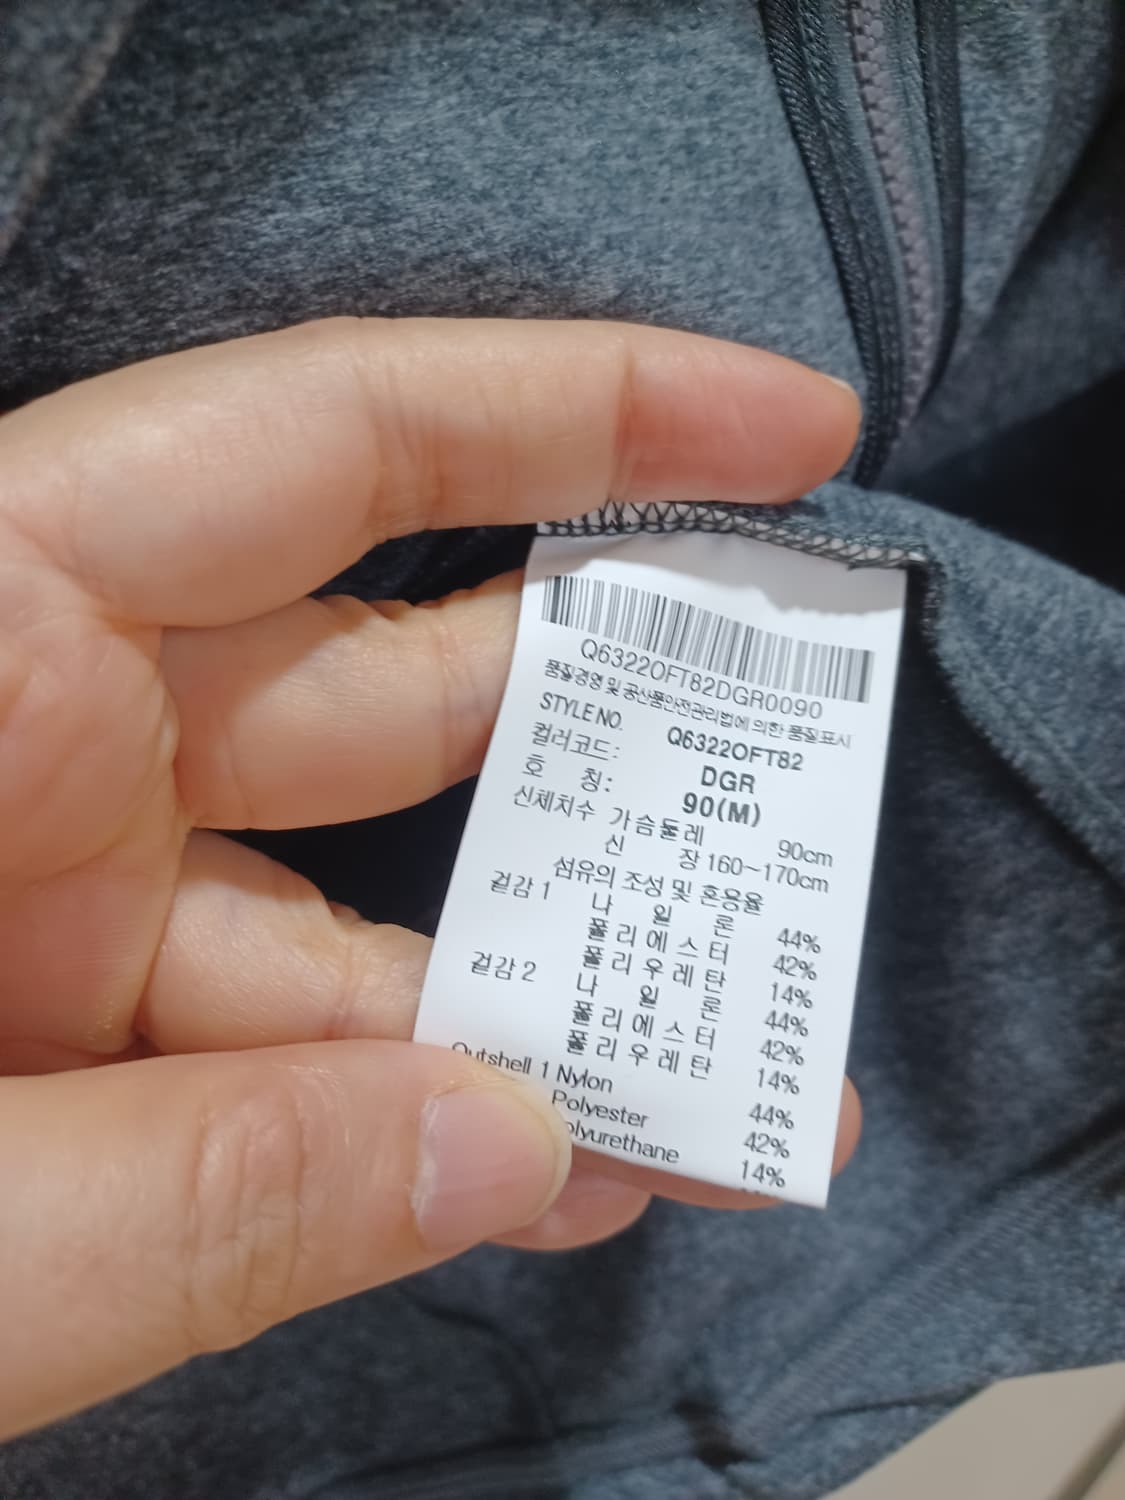 Q6322OFT82DGR0090
품질경영 및 공산품안전관리법에 의한 품질표시
STYLE NO. Q6322OFT82
컬러코드: DGR
호 칭: 90(M)
신체치수 가슴둘레 90cm
신 장 160~170cm
섬유의 조성 및 혼용율
겉감 1 나 일 론 44%
폴 리 에 스 터 42%
폴 리 우 레 탄 14%
겉감 2 나 일 론 44%
폴 리 에 스 터 42%
폴 리 우 레 탄 14%
Outshell 1 Nylon 44%
Polyester 42%
olyurethane 14%